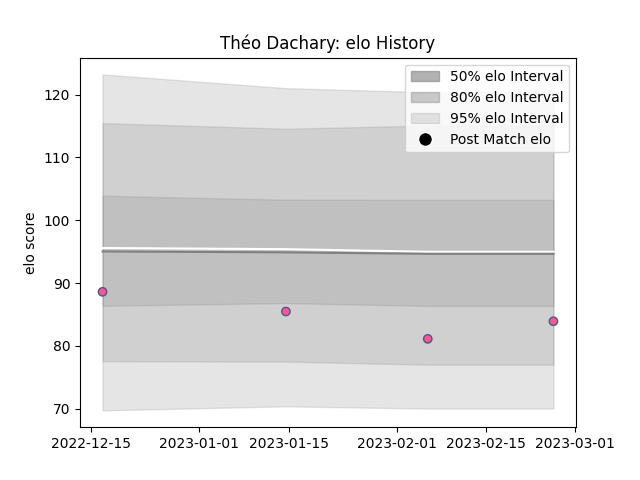 Théo Dachary: elo History
50% elo Interval
80% elo Interval
95% elo Interval
Post Match elo
elo score
120
110
100
90
80
70
2022-12-15 2023-01-01 2023-01-15 2023-02-01 2023-02-15 2023-03-01